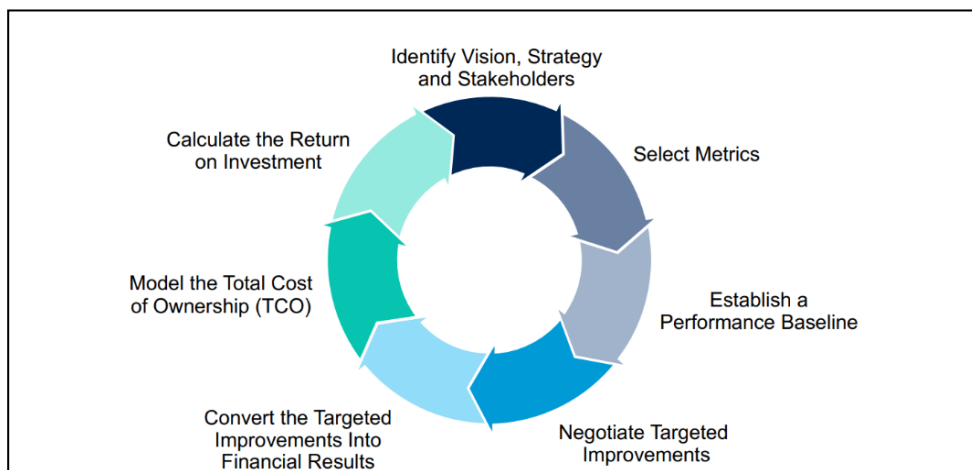 Identify Vision, Strategy
and Stakeholders
Select Metrics
Establish a
Performance Baseline
Negotiate Targeted
Improvements
Convert the Targeted
Improvements Into
Financial Results
Model the Total Cost
of Ownership (TCO)
Calculate the Return
on Investment